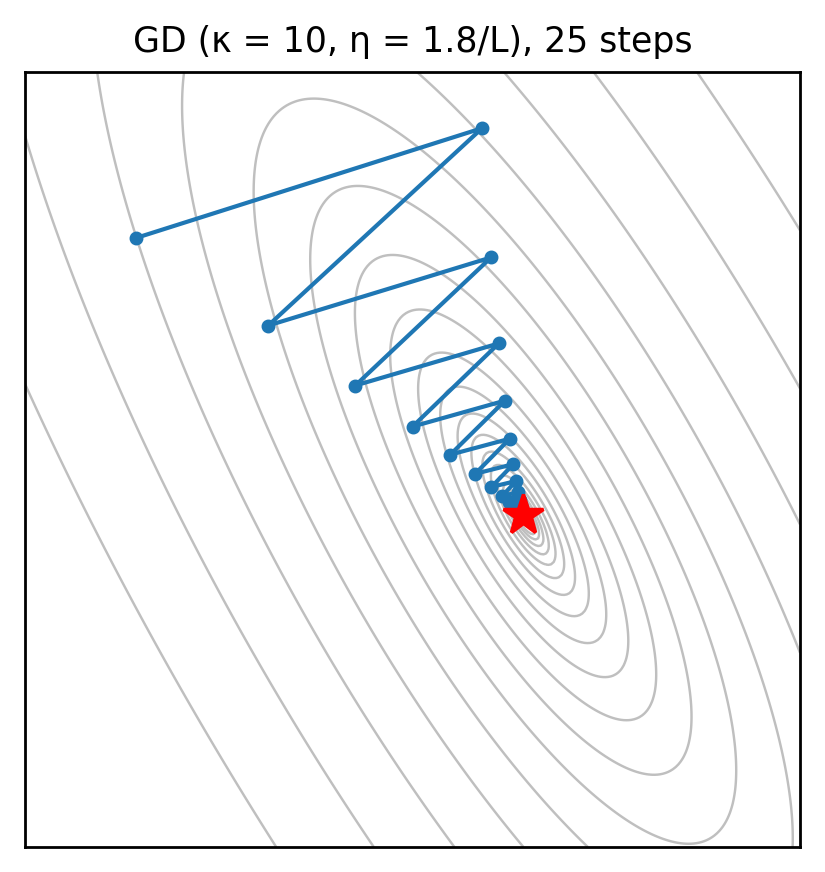 GD (κ = 10, η = 1.8/L), 25 steps